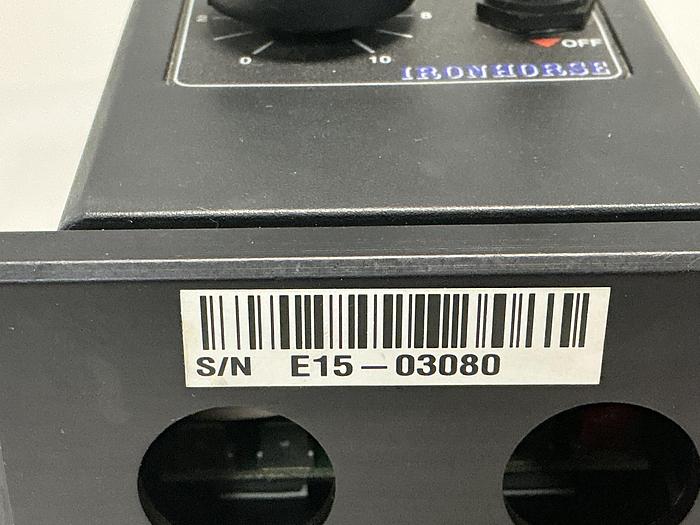 2 8
0 10
OFF
IRONHORSE
S/N E15-03080